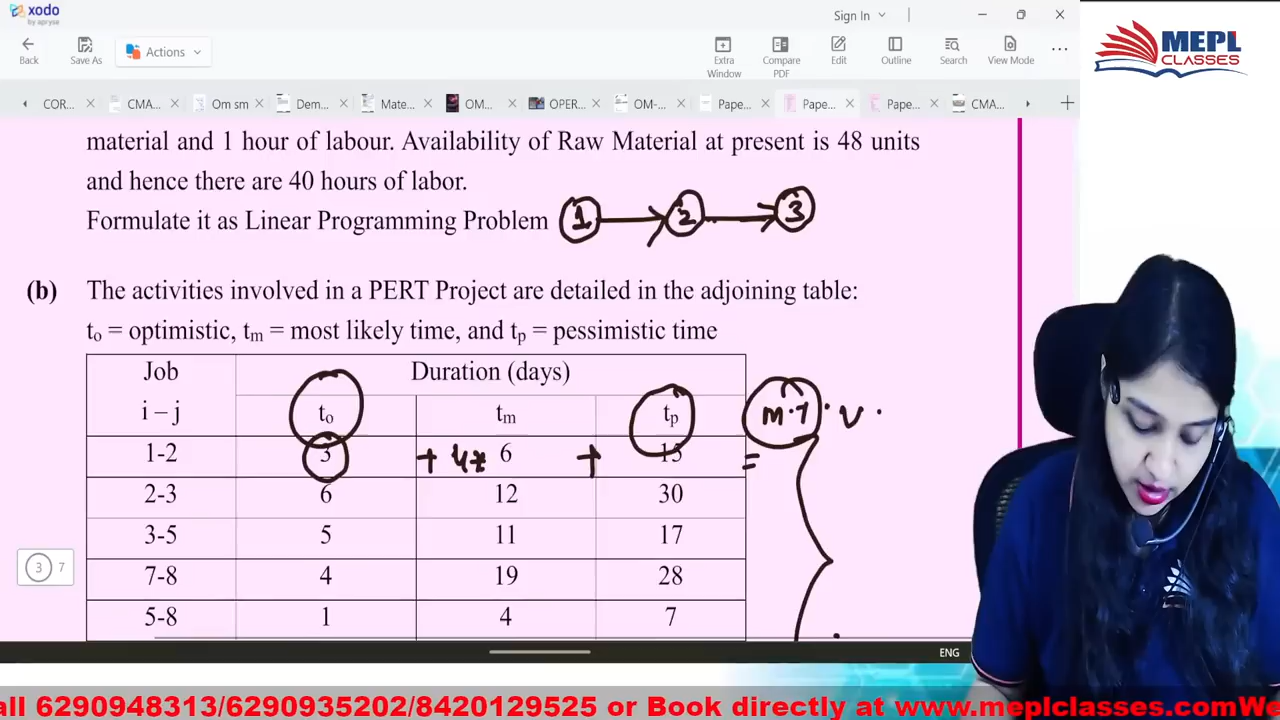 xodo
by apryse
Sign In
Back
Save As
Actions
Extra Window
Compare PDF
Edit
Outline
Search
View Mode
MEPL
CLASSES
COR...
CMA...
Om sm
Dem...
Mate...
OM...
OPER...
OM-...
Pape...
Pape...
Pape...
CMA...
material and 1 hour of labour. Availability of Raw Material at present is 48 units
and hence there are 40 hours of labor.
Formulate it as Linear Programming Problem 1 2 3
(b) The activities involved in a PERT Project are detailed in the adjoining table:
to = optimistic, tm = most likely time, and tp = pessimistic time
Job Duration (days)
i – j to tm tp M.T. V.
1-2 3 + 4* 6 + 15 =
2-3 6 12 30
3-5 5 11 17
7-8 4 19 28
5-8 1 4 7
3 7
ENG
all 6290948313/6290935202/8420129525 or Book directly at www.meplclasses.comWe